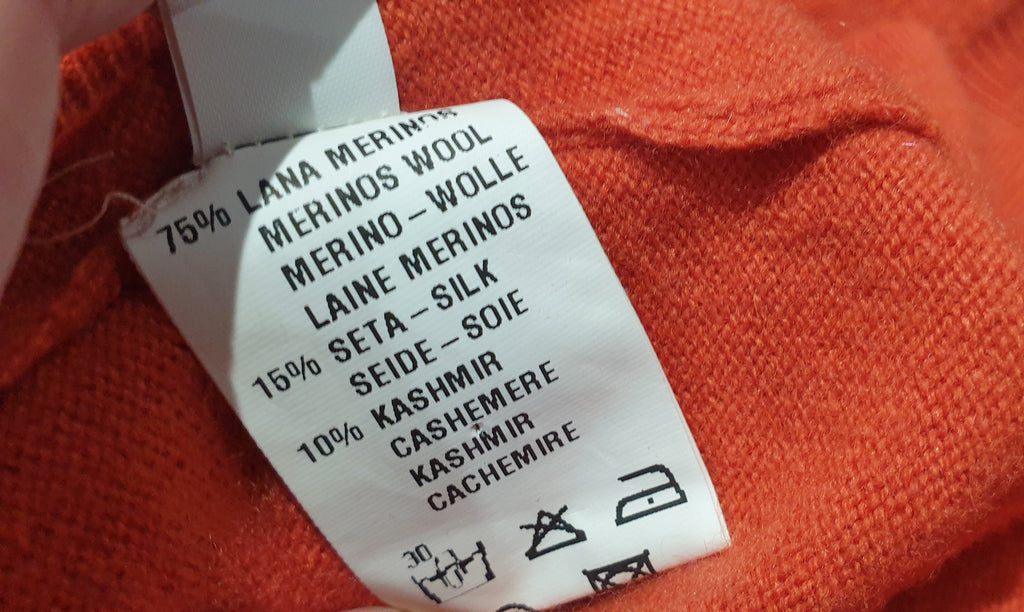 75% LANA MERINOS
MERINOS WOOL
MERINO – WOLLE
LAINE MERINOS
15% SETA – SILK
SEIDE – SOIE
10% KASHMIR
CASHEMERE
KASHMIR
CACHEMIRE
30